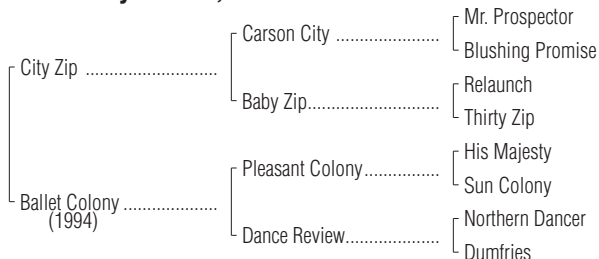 Mr. Prospector
Carson City ..................
Blushing Promise
City Zip .......................
Relaunch
Baby Zip.......................
Thirty Zip
His Majesty
Pleasant Colony.............
Sun Colony
Ballet Colony ................
(1994)
Northern Dancer
Dance Review................
Dumfries